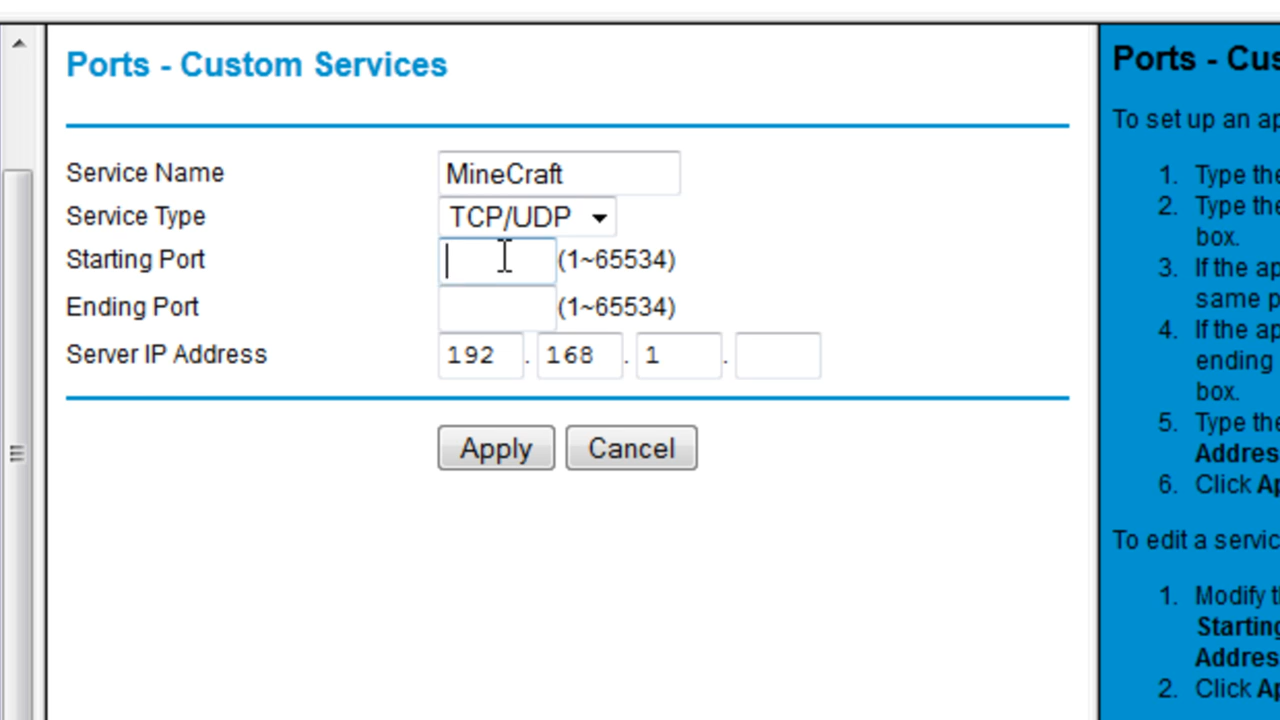 Ports - Custom Services
Service Name MineCraft
Service Type TCP/UDP
Starting Port (1~65534)
Ending Port (1~65534)
Server IP Address 192 . 168 . 1 .
Apply Cancel
Ports - Cus
To set up an ap
1. Type the
2. Type the
box.
3. If the ap
same p
4. If the ap
ending
box.
5. Type the
Addres
6. Click Ap
To edit a servic
1. Modify t
Starting
Addres
2. Click Ap